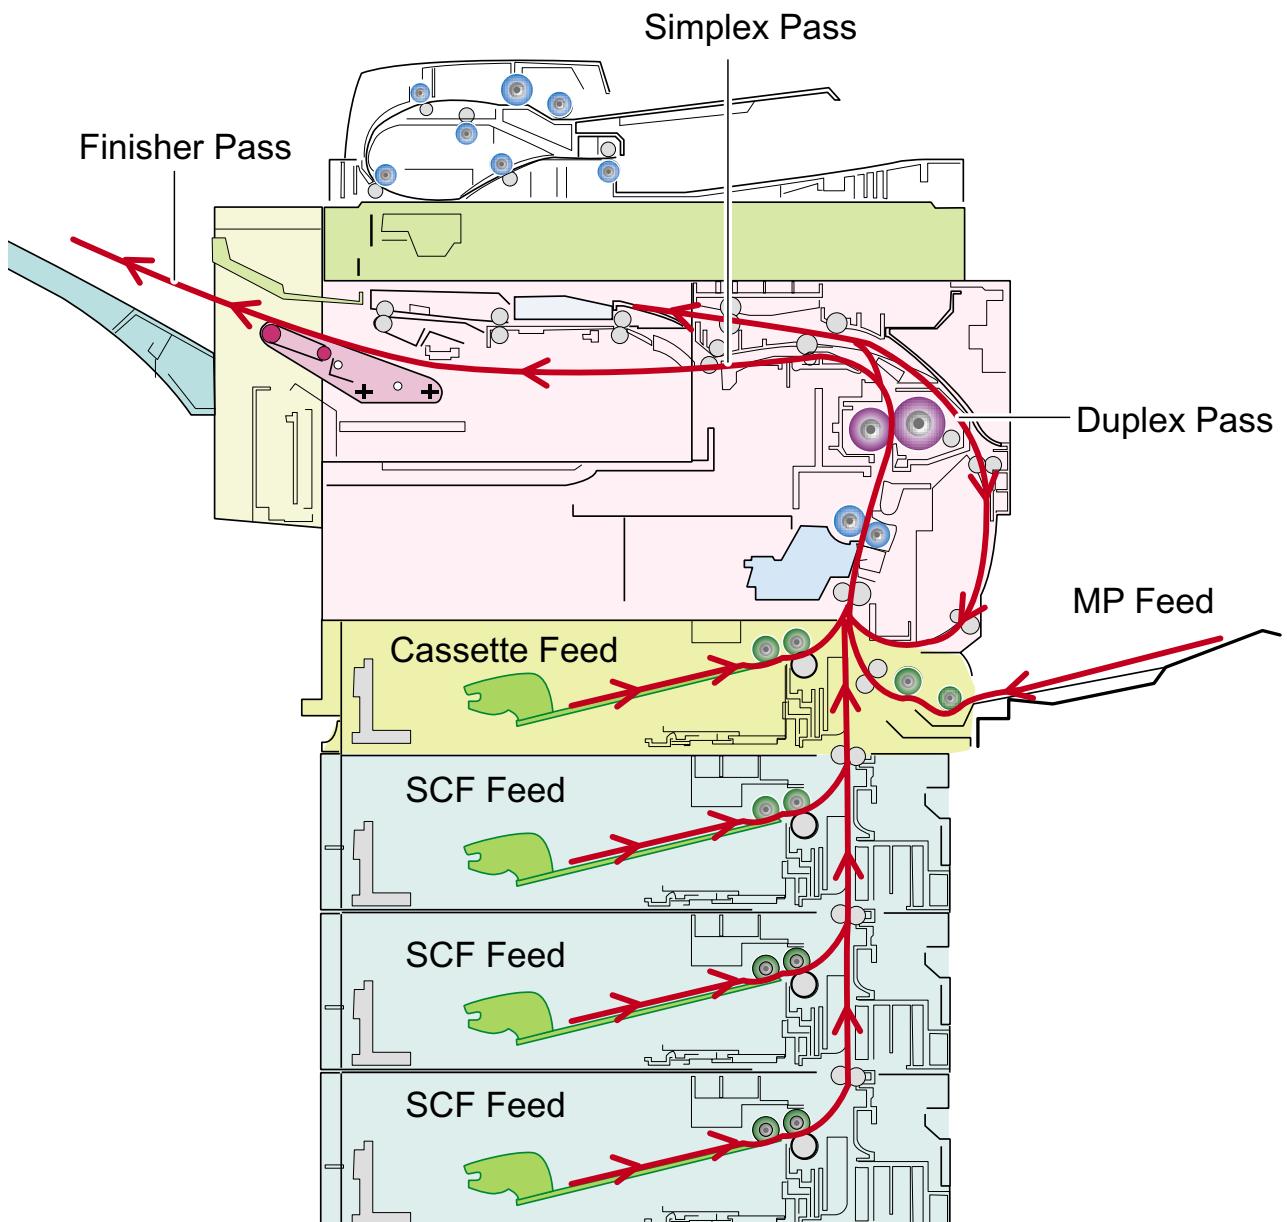 Simplex Pass
Finisher Pass
Duplex Pass
MP Feed
Cassette Feed
SCF Feed
SCF Feed
SCF Feed